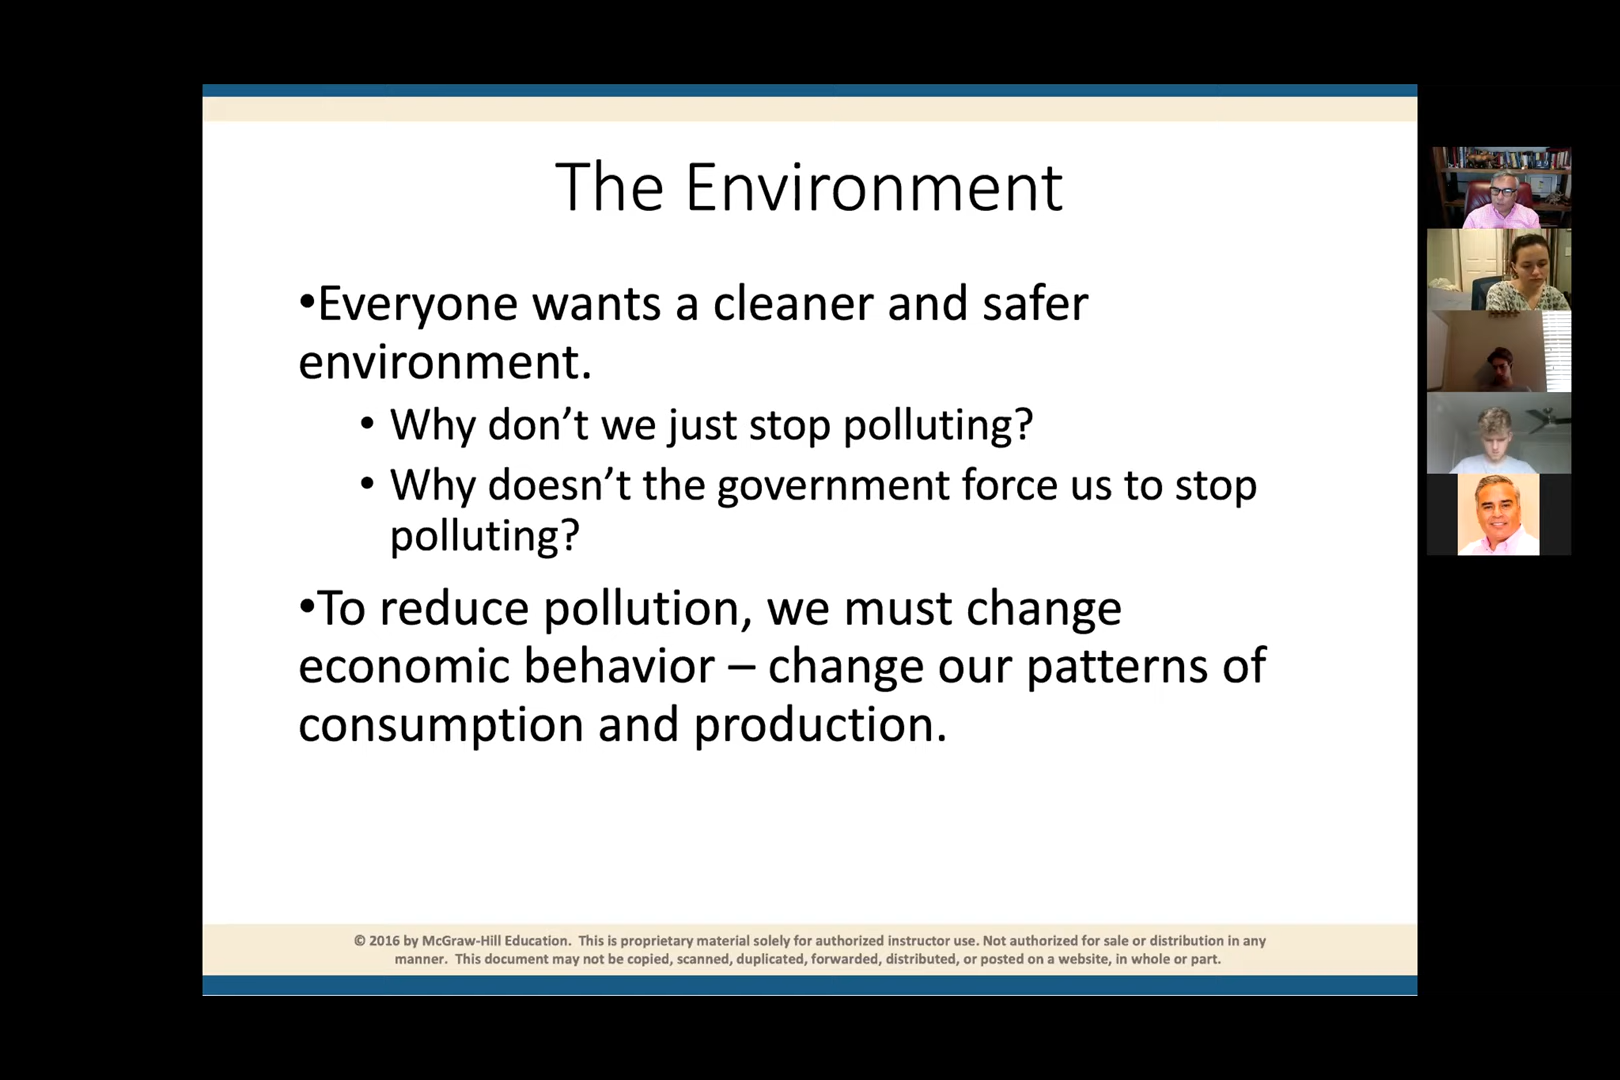 The Environment
•Everyone wants a cleaner and safer
environment.
• Why don’t we just stop polluting?
• Why doesn’t the government force us to stop
polluting?
•To reduce pollution, we must change
economic behavior – change our patterns of
consumption and production.
© 2016 by McGraw-Hill Education. This is proprietary material solely for authorized instructor use. Not authorized for sale or distribution in any
manner. This document may not be copied, scanned, duplicated, forwarded, distributed, or posted on a website, in whole or part.